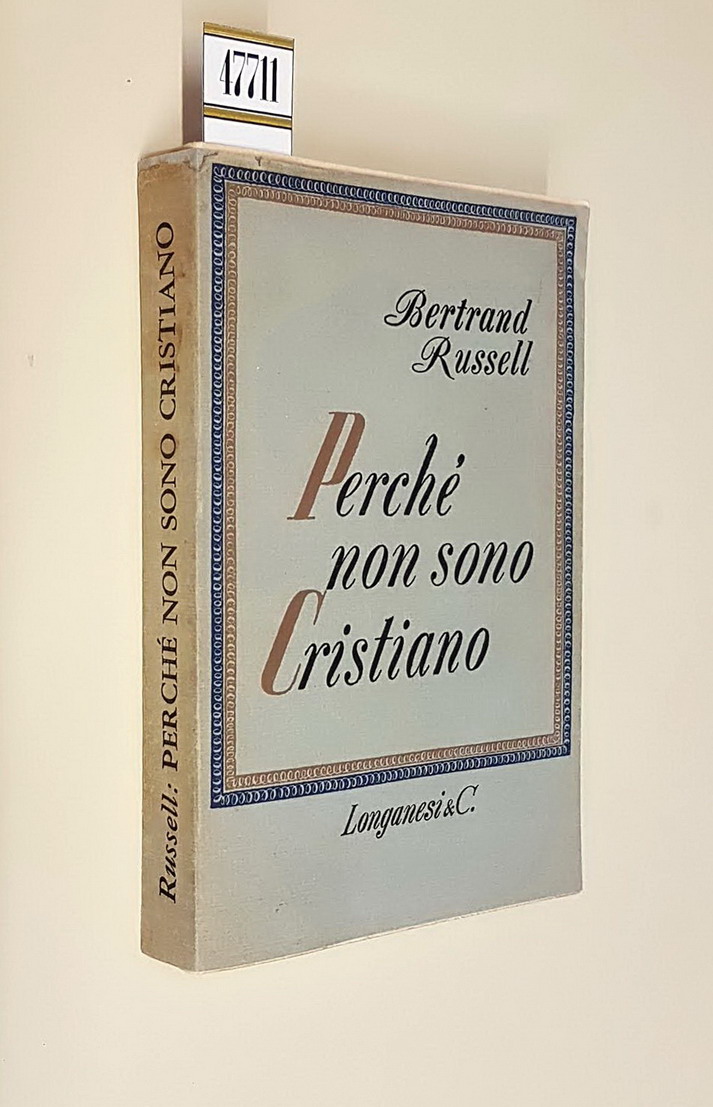 47711
Bertrand
Russell
Perché
non sono
Cristiano
Longanesi & C.
Russell: PERCHÉ NON SONO CRISTIANO